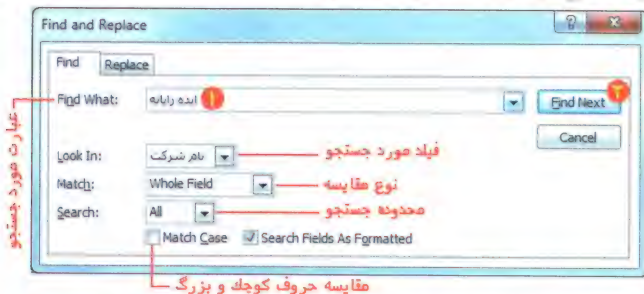 Find and Replace
Find Replace
Find What: ایده رایانه ۱ Find Next ۲
Cancel
Look In: نام شرکت فیلد مورد جستجو
Match: Whole Field نوع مقایسه
Search: All محدوده جستجو
Match Case Search Fields As Formatted
مقایسه حروف کوچک و بزرگ
عبارت مورد جستجو